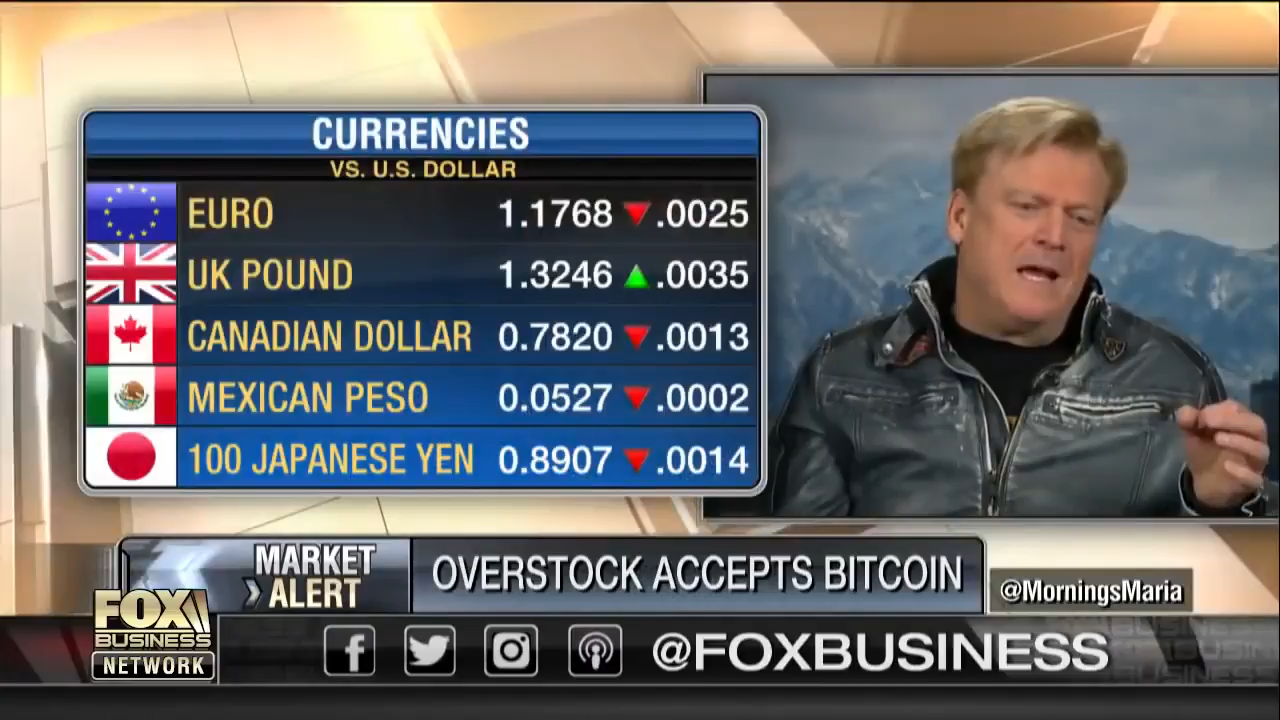 CURRENCIES
VS. U.S. DOLLAR
EURO 1.1768 ▼ .0025
UK POUND 1.3246 ▲ .0035
CANADIAN DOLLAR 0.7820 ▼ .0013
MEXICAN PESO 0.0527 ▼ .0002
100 JAPANESE YEN 0.8907 ▼ .0014
MARKET
ALERT
OVERSTOCK ACCEPTS BITCOIN
@MorningsMaria
FOX
BUSINESS
NETWORK
@FOXBUSINESS